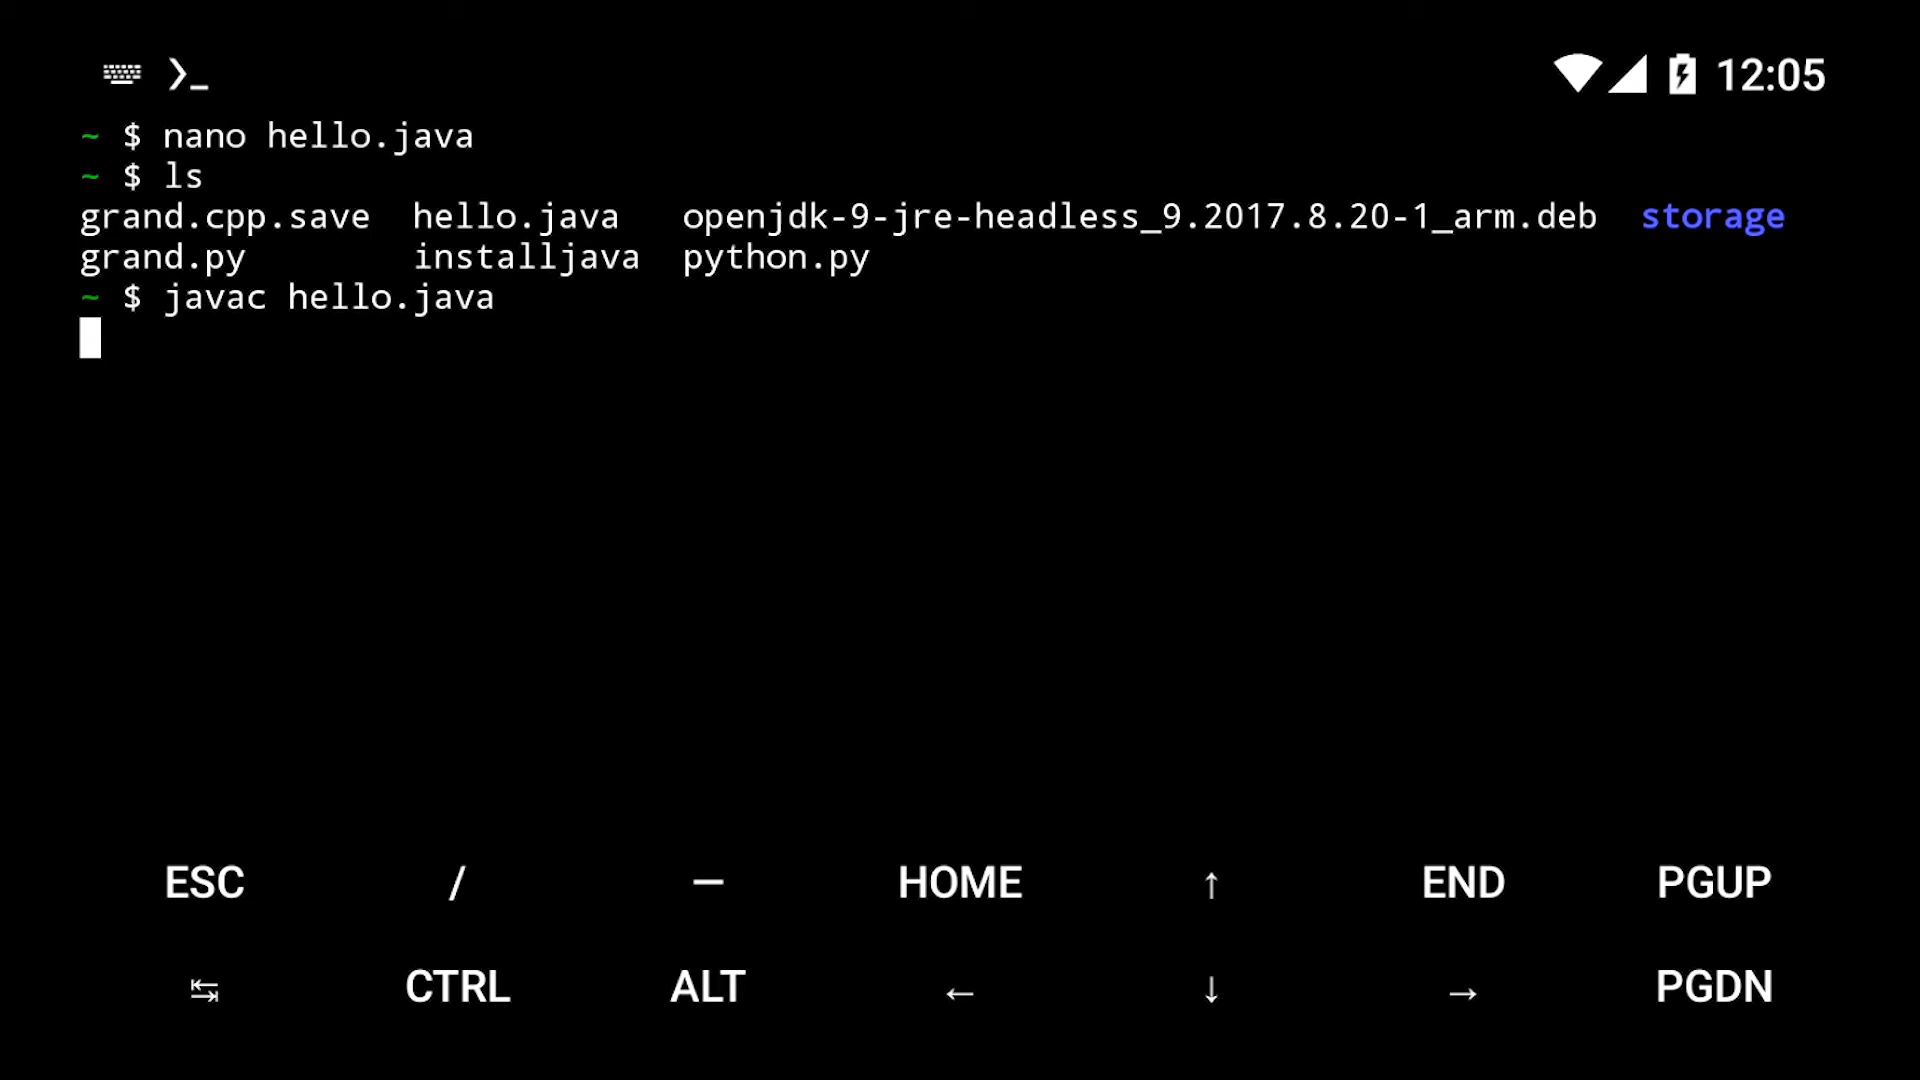 12:05
~ $ nano hello.java
~ $ ls
grand.cpp.save hello.java openjdk-9-jre-headless_9.2017.8.20-1_arm.deb storage
grand.py installjava python.py
~ $ javac hello.java
ESC / — HOME ↑ END PGUP
↹ CTRL ALT ← ↓ → PGDN